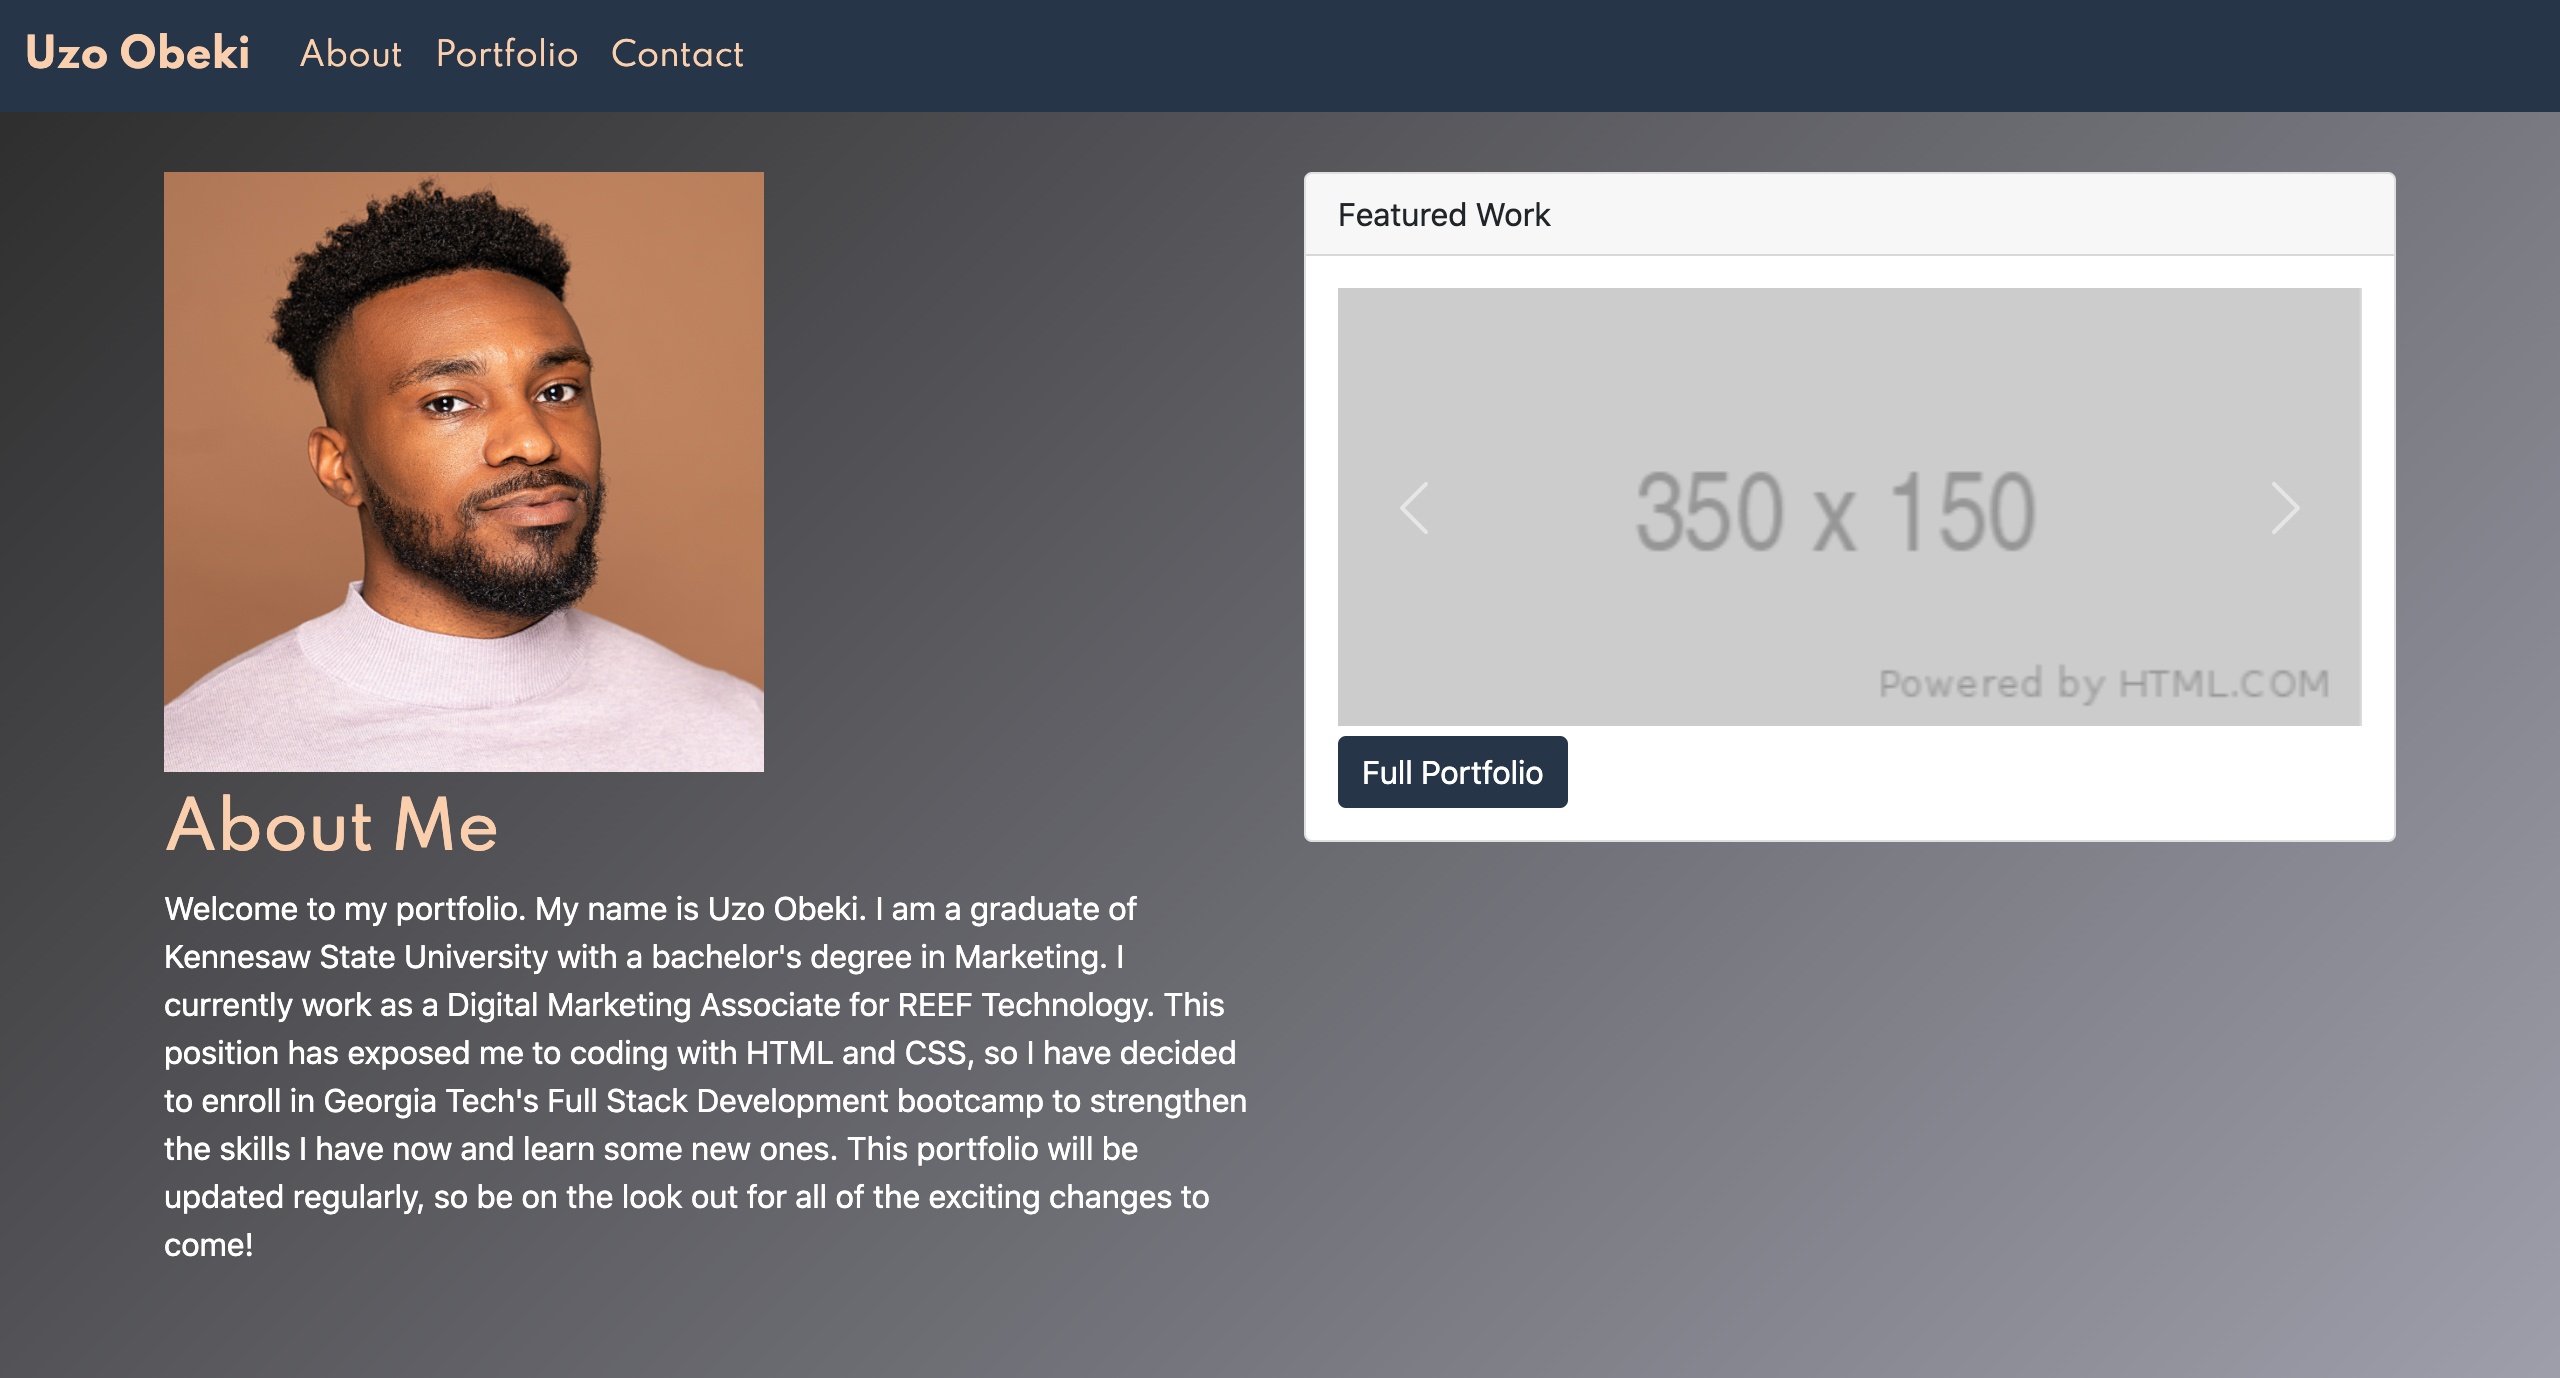 Uzo Obeki About Portfolio Contact
Featured Work
350 x 150
Powered by HTML.COM
Full Portfolio
About Me
Welcome to my portfolio. My name is Uzo Obeki. I am a graduate of
Kennesaw State University with a bachelor's degree in Marketing. I
currently work as a Digital Marketing Associate for REEF Technology. This
position has exposed me to coding with HTML and CSS, so I have decided
to enroll in Georgia Tech's Full Stack Development bootcamp to strengthen
the skills I have now and learn some new ones. This portfolio will be
updated regularly, so be on the look out for all of the exciting changes to
come!